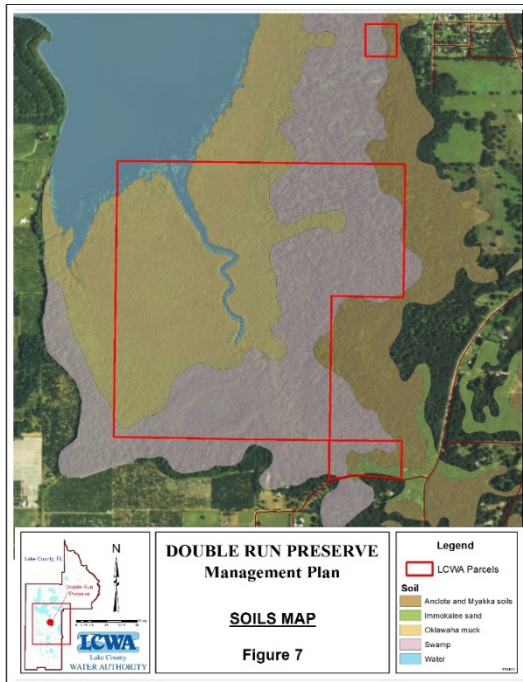 Lake County, FL
Double Run
Preserve
N
LCWA
Lake County
WATER AUTHORITY
DOUBLE RUN PRESERVE
Management Plan
SOILS MAP
Figure 7
Legend
LCWA Parcels
Soil
Anclote and Myakka soils
Immokalee sand
Oklawaha muck
Swamp
Water